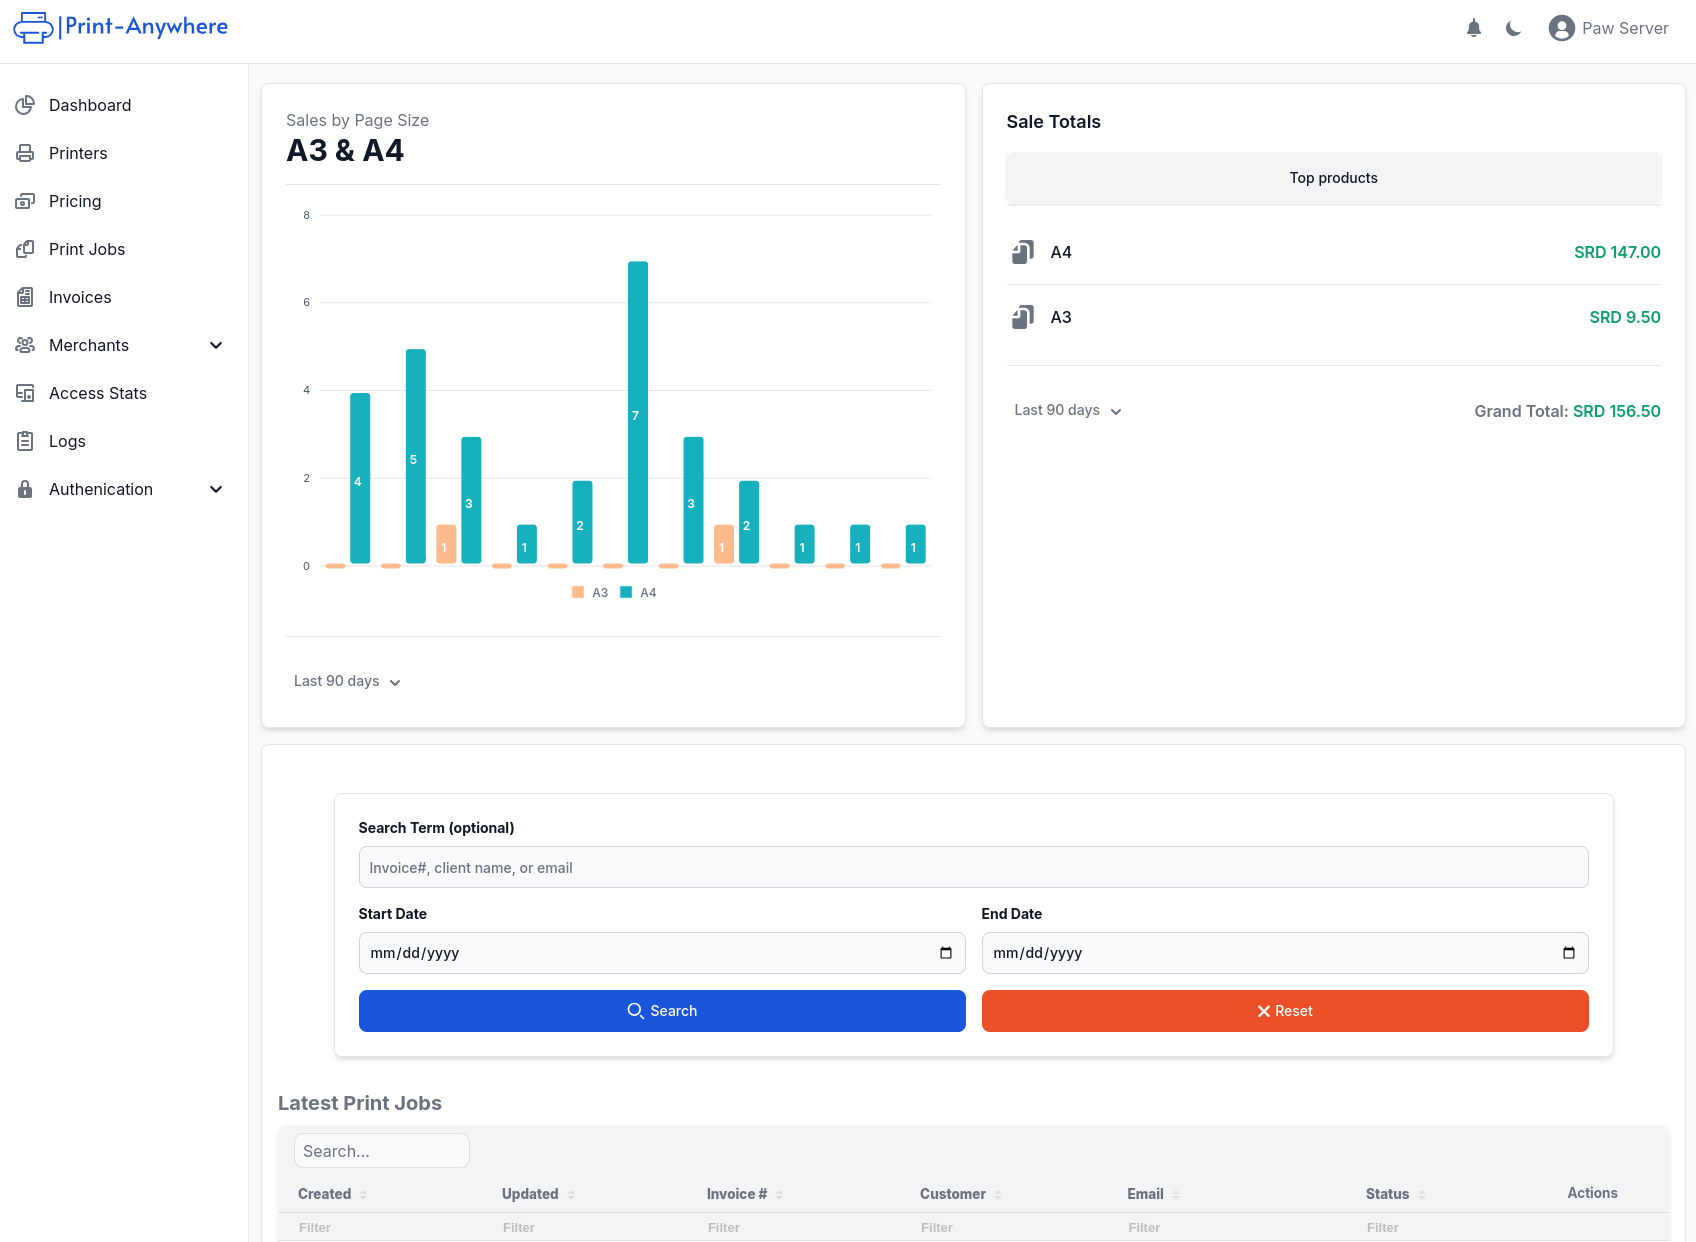 Print-Anywhere
Paw Server
Dashboard
Printers
Pricing
Print Jobs
Invoices
Merchants
Access Stats
Logs
Authenication
Sales by Page Size
A3 & A4
8
6
4
2
0
4
5
1
3
1
2
7
3
1
2
1
1
1
A3 A4
Last 90 days
Sale Totals
Top products
A4 SRD 147.00
A3 SRD 9.50
Last 90 days Grand Total: SRD 156.50
Search Term (optional)
Invoice#, client name, or email
Start Date End Date
mm/dd/yyyy mm/dd/yyyy
Search Reset
Latest Print Jobs
Search...
Created Updated Invoice # Customer Email Status Actions
Filter Filter Filter Filter Filter Filter